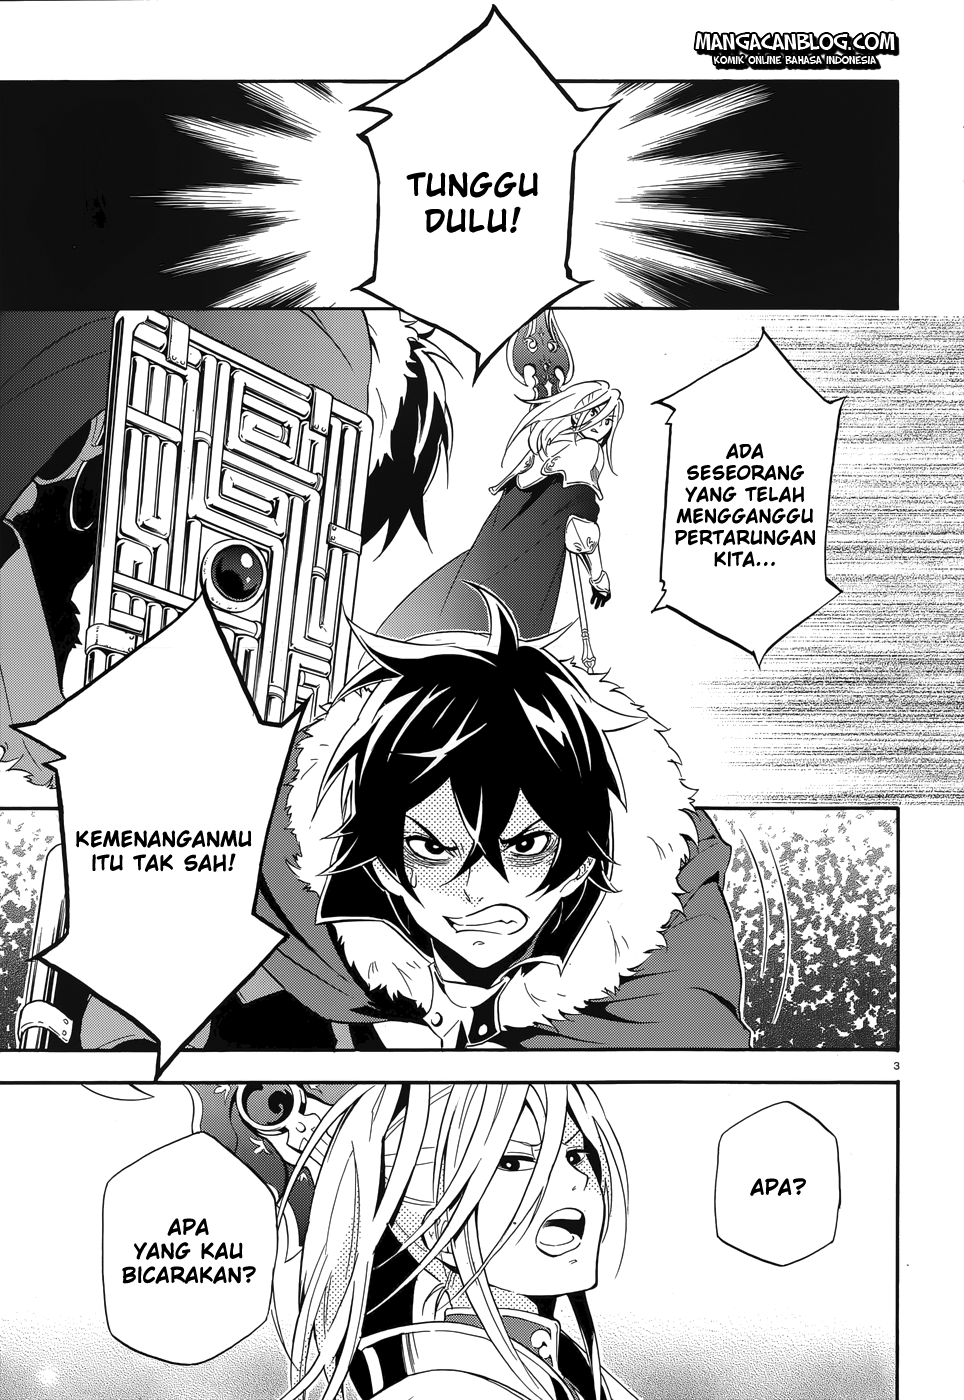 MANGACANBLOG.COM
KOMIK ONLINE BAHASA INDONESIA
TUNGGU
DULU!
ADA
SESEORANG
YANG TELAH
MENGGANGGU
PERTARUNGAN
KITA...
KEMENANGANMU
ITU TAK SAH!
3
APA?
APA
YANG KAU
BICARAKAN?